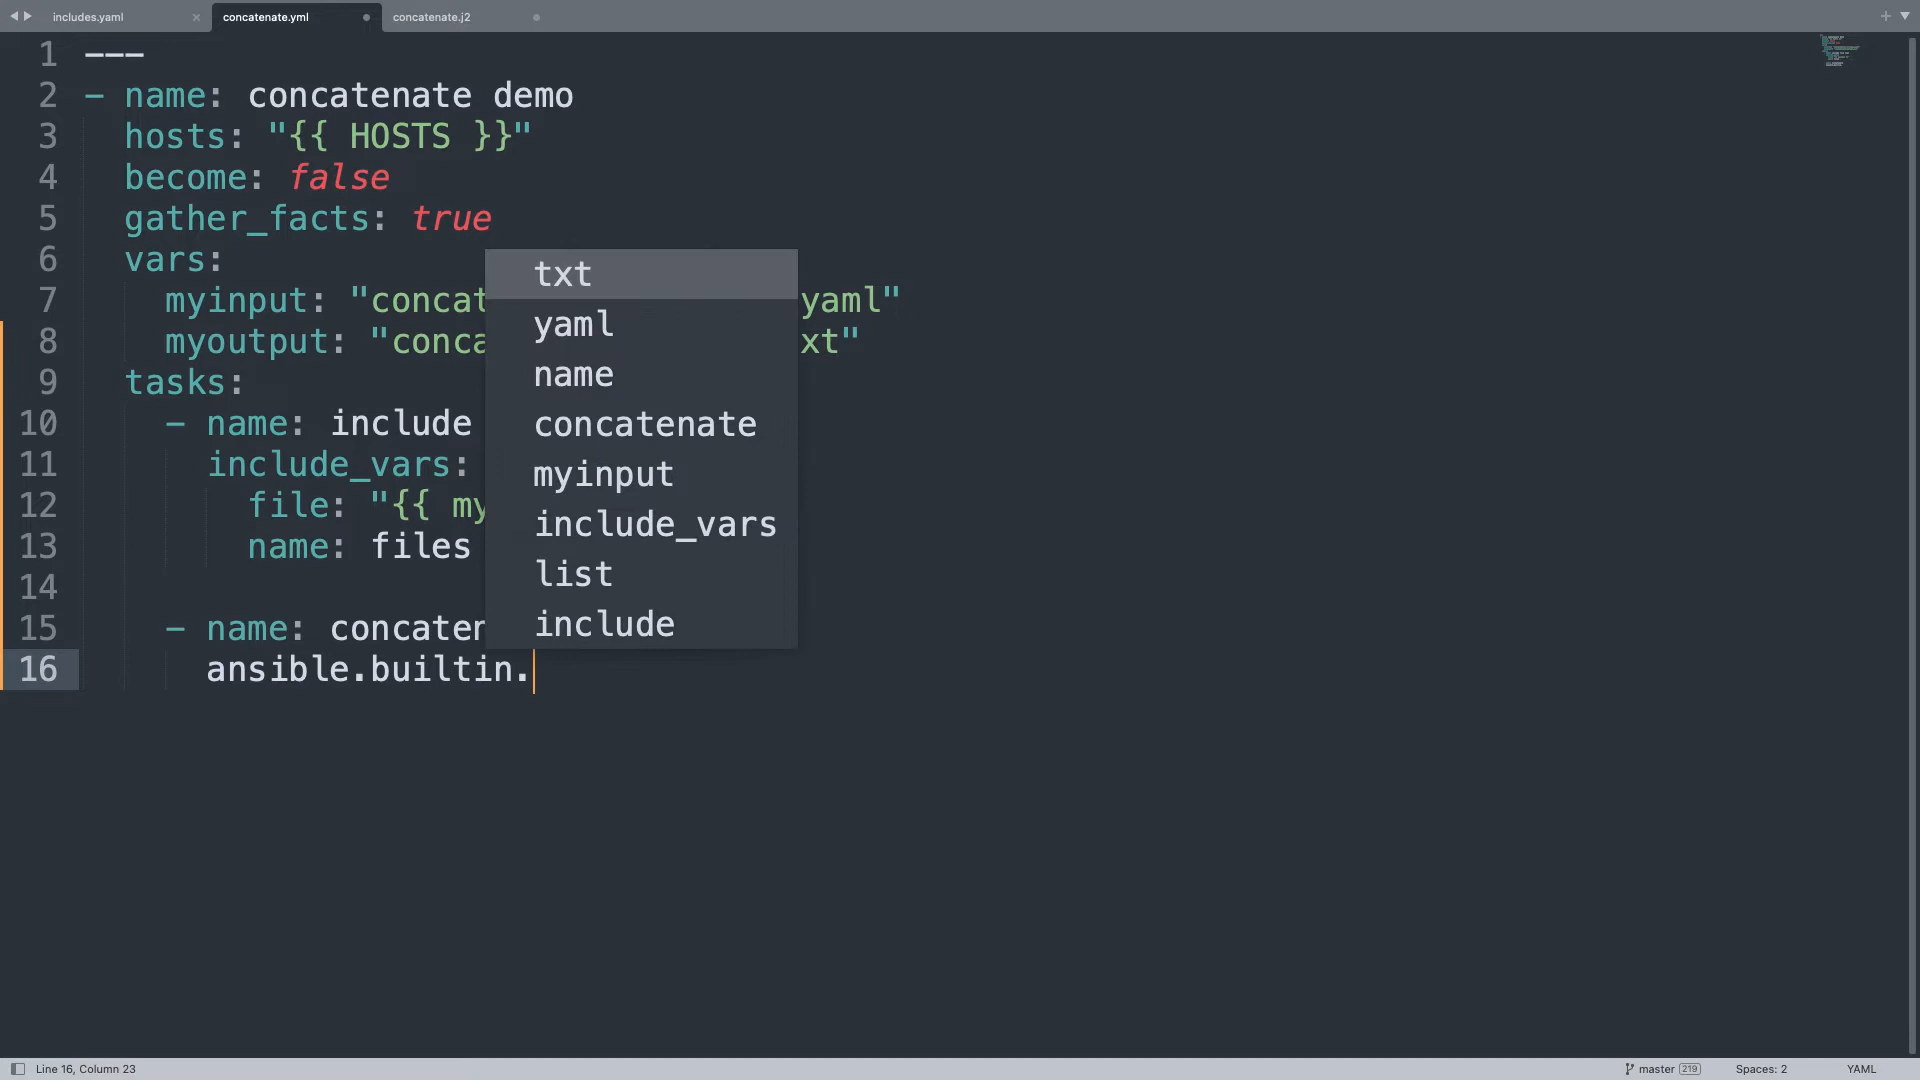 includes.yaml concatenate.yml concatenate.j2
1 ---
2 - name: concatenate demo
3 hosts: "{{ HOSTS }}"
4 become: false
5 gather_facts: true
6 vars:
7 myinput: "concat yaml"
8 myoutput: "conca xt"
9 tasks:
10 - name: include
11 include_vars:
12 file: "{{ my
13 name: files
14
15 - name: concaten
16 ansible.builtin.
txt
yaml
name
concatenate
myinput
include_vars
list
include
Line 16, Column 23 master 219 Spaces: 2 YAML